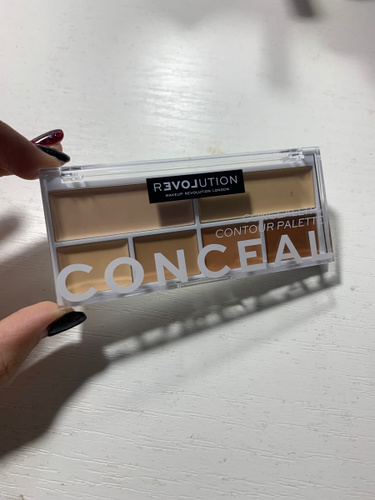 REVOLUTION
MAKEUP REVOLUTION LONDON
CONTOUR PALETTE
CONCEAL